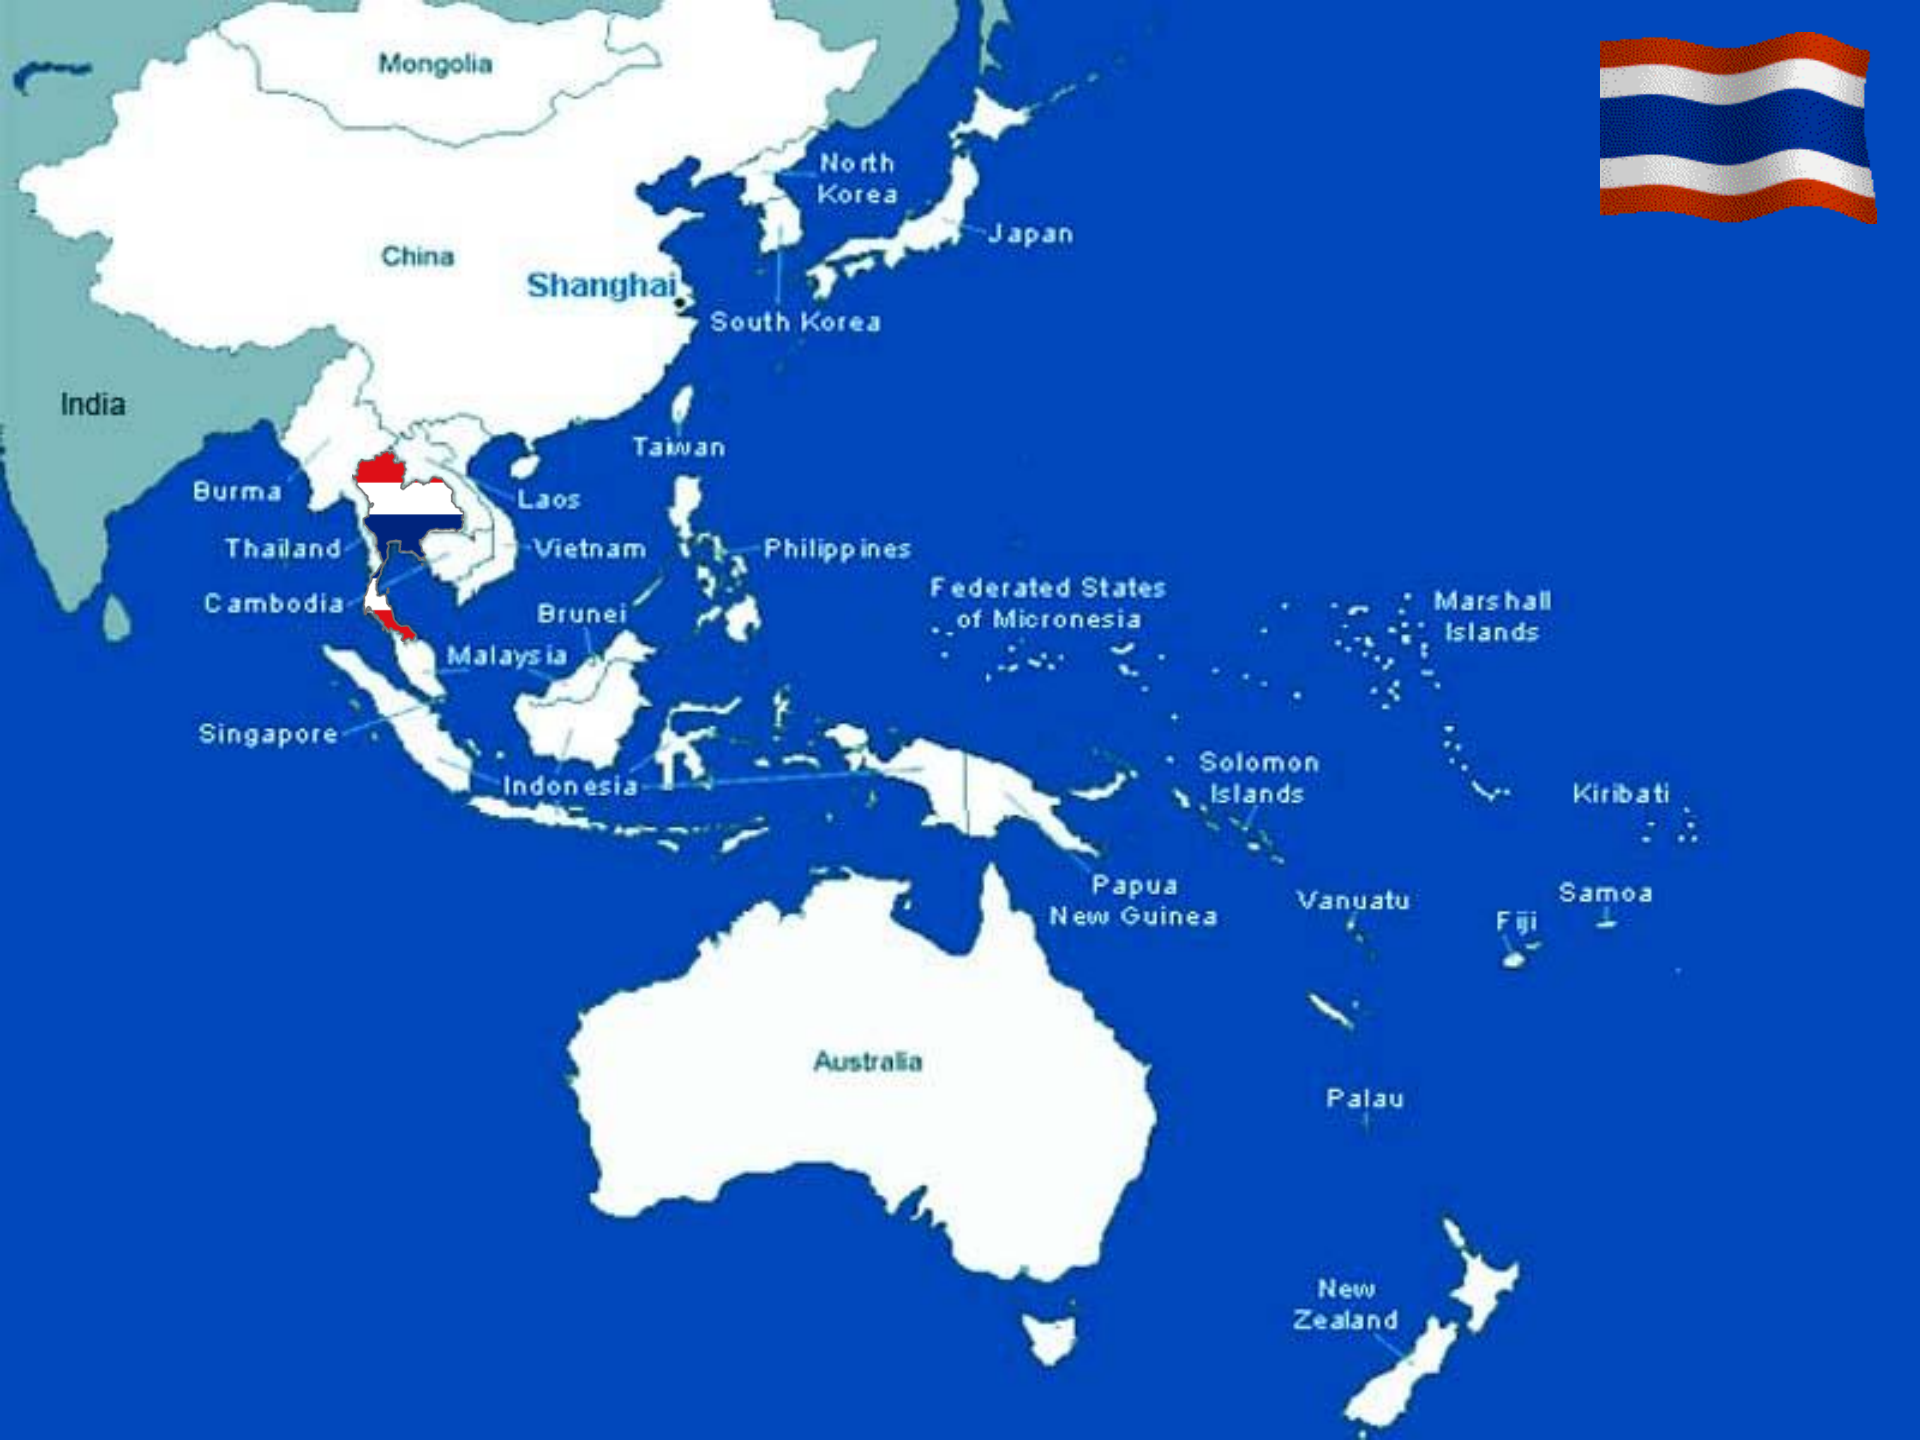 Mongolia
North
Korea
Japan
China
Shanghai
South Korea
India
Taiwan
Burma
Laos
Thailand
Vietnam
Philippines
Cambodia
Brunei
Federated States
of Micronesia
Marshall
Islands
Malaysia
Singapore
Indonesia
Solomon
Islands
Kiribati
Papua
New Guinea
Vanuatu
Samoa
Fiji
Australia
Palau
New
Zealand